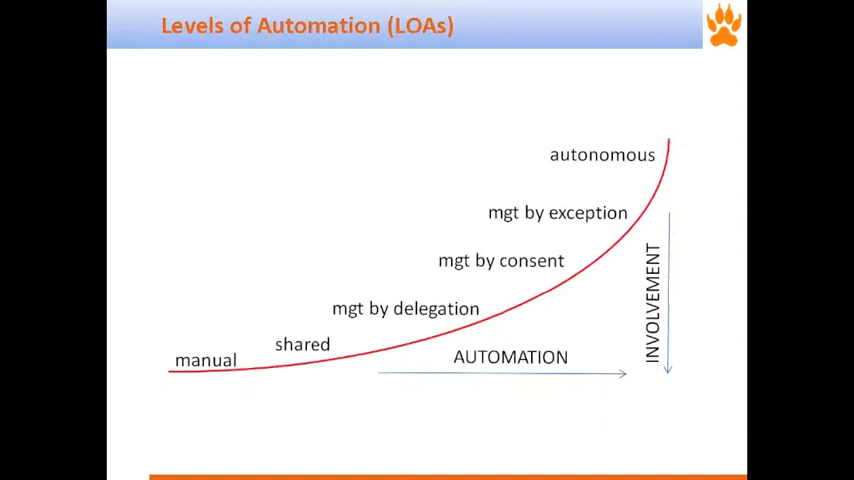 Levels of Automation (LOAs)
autonomous
mgt by exception
mgt by consent
mgt by delegation
shared
manual
AUTOMATION
INVOLVEMENT